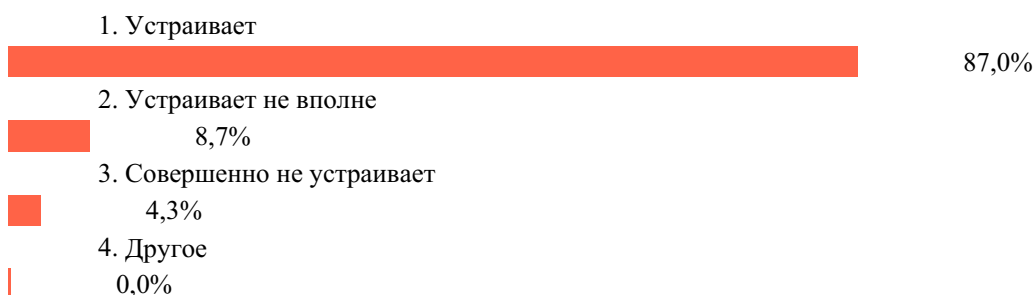 1. Устраивает
87,0%
2. Устраивает не вполне
8,7%
3. Совершенно не устраивает
4,3%
4. Другое
0,0%